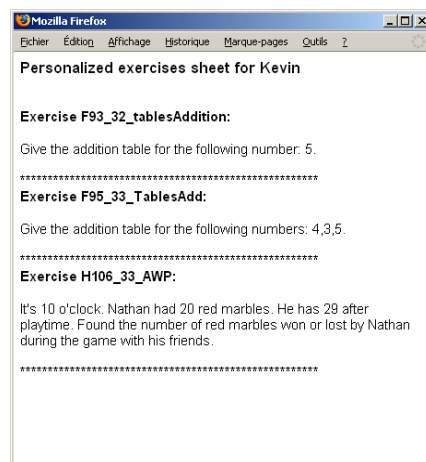 Mozilla Firefox
Fichier Édition Affichage Historique Marque-pages Outils ?
Personalized exercises sheet for Kevin
Exercise F93_32_tablesAddition:
Give the addition table for the following number: 5.
******************************************************
Exercise F95_33_TablesAdd:
Give the addition table for the following numbers: 4,3,5.
******************************************************
Exercise H106_33_AWP:
It's 10 o'clock. Nathan had 20 red marbles. He has 29 after
playtime. Found the number of red marbles won or lost by Nathan
during the game with his friends.
******************************************************